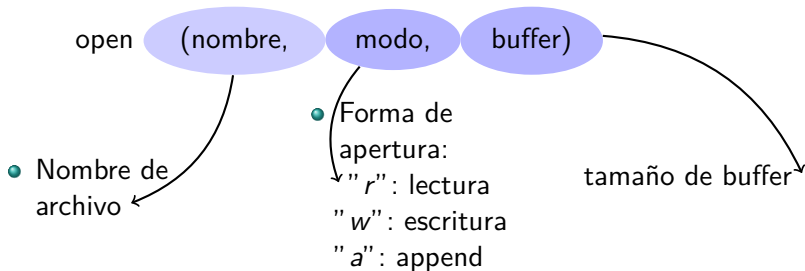 open (nombre, modo, buffer)
Nombre de
archivo
Forma de
apertura:
"r": lectura
"w": escritura
"a": append
tamaño de buffer